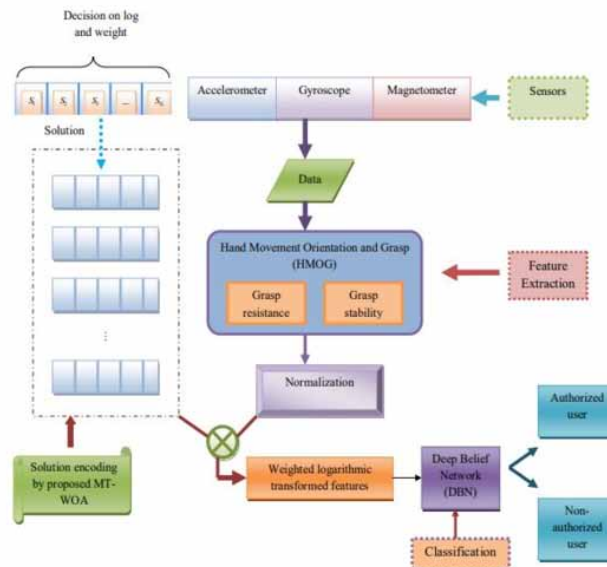 Decision on log
and weight
S₁ S₂ S₃ ... Sₙ
Solution
Accelerometer Gyroscope Magnetometer
Sensors
Data
Hand Movement Orientation and Grasp
(HMOG)
Grasp
resistance
Grasp
stability
Feature
Extraction
Normalization
Solution encoding
by proposed MT-
WOA
Weighted logarithmic
transformed features
Deep Belief
Network
(DBN)
Classification
Authorized
user
Non-
authorized
user